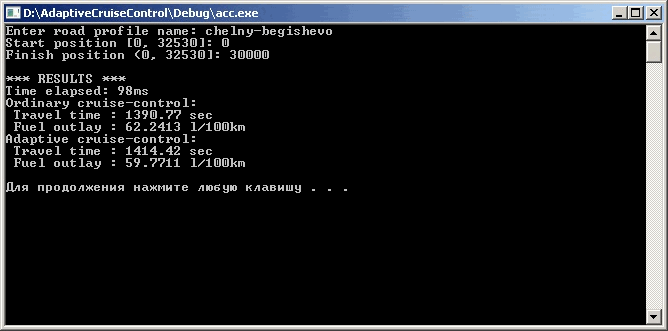 D:\AdaptiveCruiseControl\Debug\acc.exe
Enter road profile name: chelny-begishevo
Start position [0, 32530]: 0
Finish position (0, 32530]: 30000
*** RESULTS ***
Time elapsed: 98ms
Ordinary cruise-control:
Travel time : 1390.77 sec
Fuel outlay : 62.2413 l/100km
Adaptive cruise-control:
Travel time : 1414.42 sec
Fuel outlay : 59.7711 l/100km
Для продолжения нажмите любую клавишу . . .